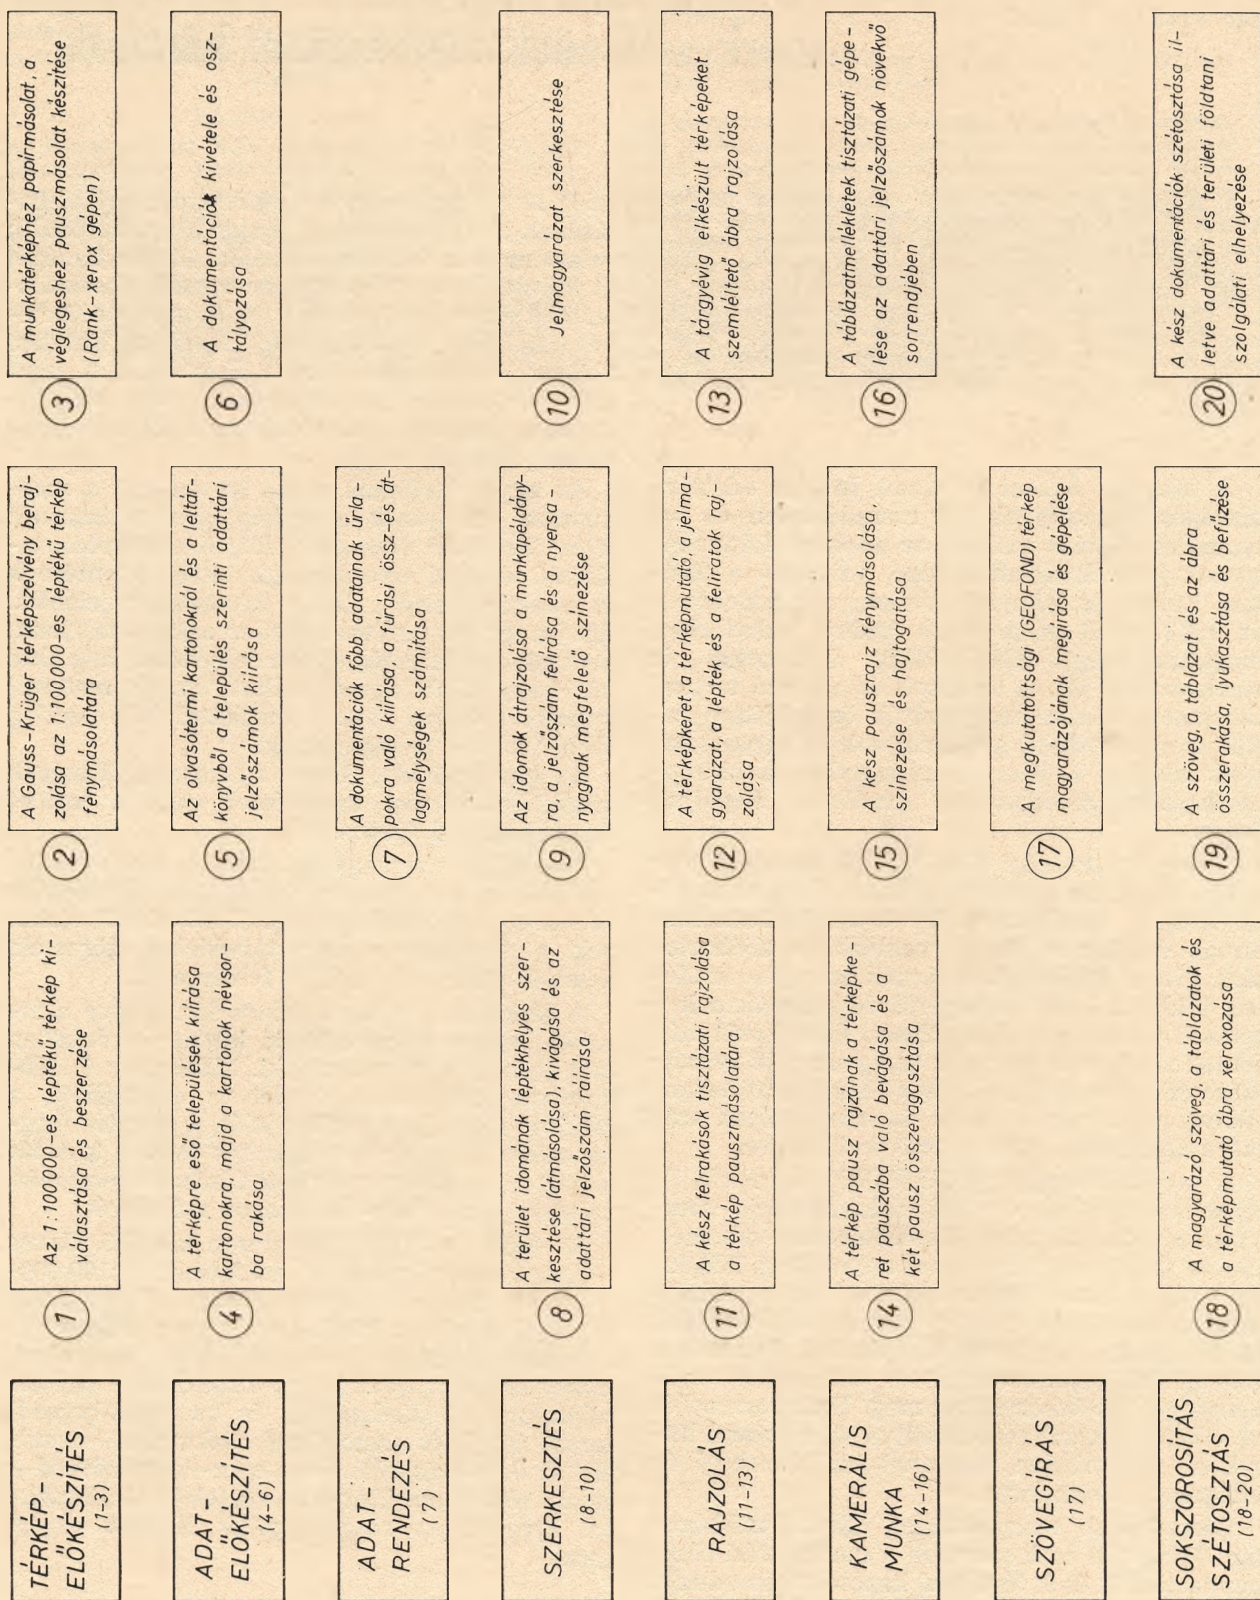 TÉRKÉP-
ELŐKÉSZÍTÉS
(1-3)
1
Az 1:100000-es léptékű térkép ki-
választása és beszerzése
2
A Gauss-Krüger térképszelvény beraj-
zolása az 1:100000-es léptékű térkép
fénymásolatára
3
A munkatérképhez papírmásolat, a
véglegeshez pauszmásolat készítése
(Rank-xerox gépen)
ADAT-
ELŐKÉSZÍTÉS
(4-6)
4
A térképre eső települések kiírása
kartonokra, majd a kartonok névsor-
ba rakása
5
Az olvasótermi kartonokról és a leltár-
könyvből a település szerinti adattári
jelzőszámok kiírása
6
A dokumentációk kivétele és osz-
tályozása
ADAT-
RENDEZÉS
(7)
7
A dokumentációk főbb adatainak űrla-
pokra való kiírása, a fúrási össz-és át-
lagmélységek számítása
SZERKESZTÉS
(8-10)
8
A terület idomának léptékhelyes szer-
kesztése (átmásolása), kivágása és az
adattári jelzőszám ráírása
9
Az idomok átrajzolása a munkapéldány-
ra, a jelzőszám felírása és a nyersa-
nyagnak megfelelő színezése
10
Jelmagyarázat szerkesztése
RAJZOLÁS
(11-13)
11
A kész felrakások tisztázati rajzolása
a térkép pauszmásolatára
12
A térképkeret, a térképmutató, a jelma-
gyarázat, a lépték és a feliratok raj-
zolása
13
A tárgyévig elkészült térképeket
szemléltető ábra rajzolása
KAMERÁLIS
MUNKA
(14-16)
14
A térkép pausz rajzának a térképke-
ret pauszába való bevágása és a
két pausz összeragasztása
15
A kész pauszrajz fénymásolása,
színezése és hajtogatása
16
A táblázatmellékletek tisztázati gépe-
lése az adattári jelzőszámok növekvő
sorrendjében
SZÖVEGÍRÁS
(17)
17
A megkutatottsági (GEOFOND) térkép
magyarázójának megírása és gépelése
SOKSZOROSÍTÁS
SZÉTOSZTÁS
(18-20)
18
A magyarázó szöveg, a táblázatok és
a térképmutató ábra xeroxozása
19
A szöveg, a táblázat és az ábra
összerakása, lyukasztása és befűzése
20
A kész dokumentációk szétosztása il-
letve adattári és területi földtani
szolgálati elhelyezése